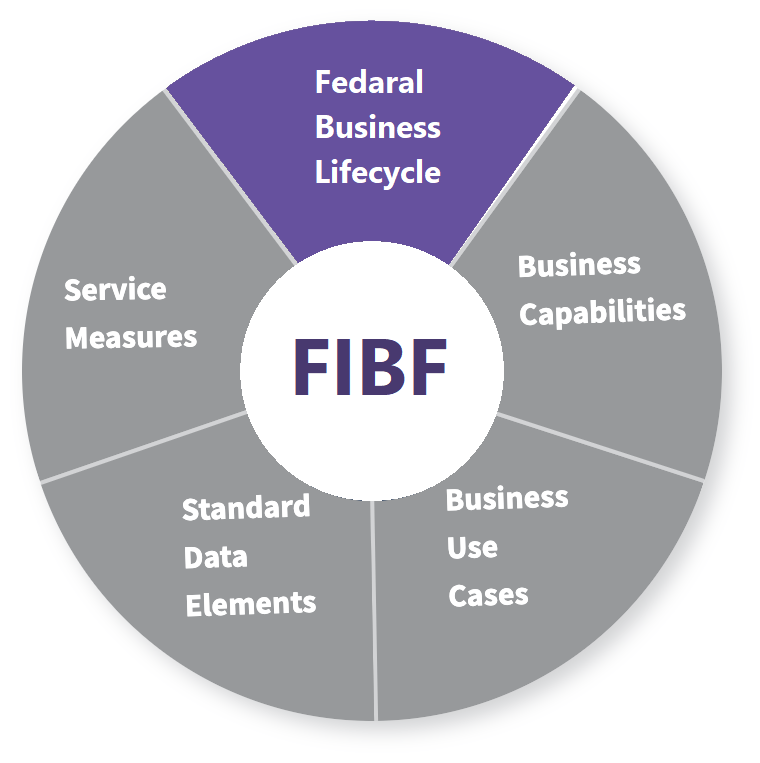 Fedaral
Business
Lifecycle
Business
Capabilities
Business
Use
Cases
Standard
Data
Elements
Service
Measures
FIBF